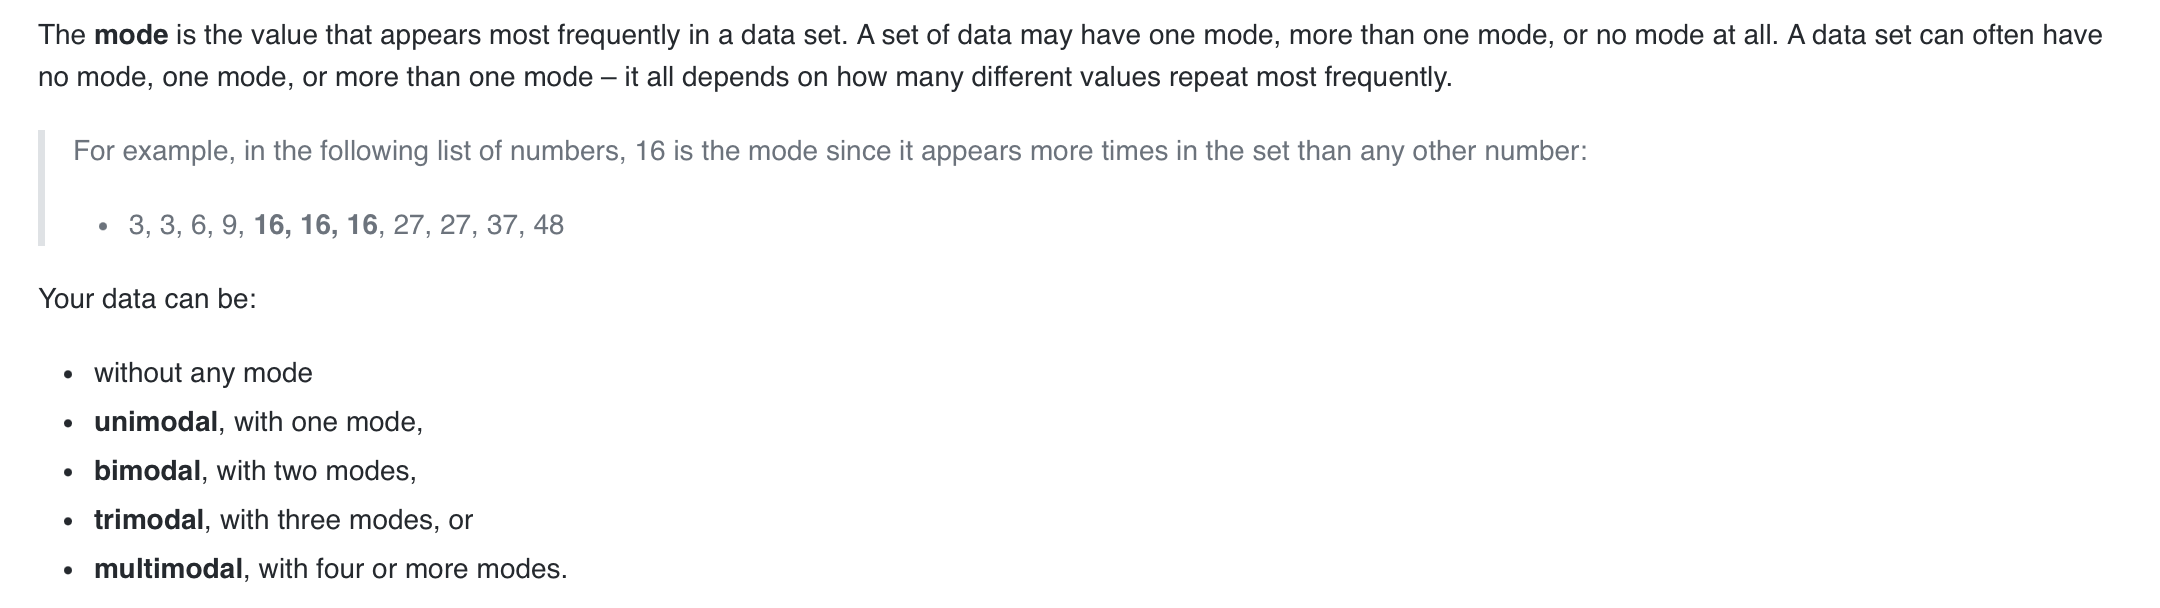 The mode is the value that appears most frequently in a data set. A set of data may have one mode, more than one mode, or no mode at all. A data set can often have
no mode, one mode, or more than one mode – it all depends on how many different values repeat most frequently.
For example, in the following list of numbers, 16 is the mode since it appears more times in the set than any other number:
• 3, 3, 6, 9, 16, 16, 16, 27, 27, 37, 48
Your data can be:
• without any mode
• unimodal, with one mode,
• bimodal, with two modes,
• trimodal, with three modes, or
• multimodal, with four or more modes.